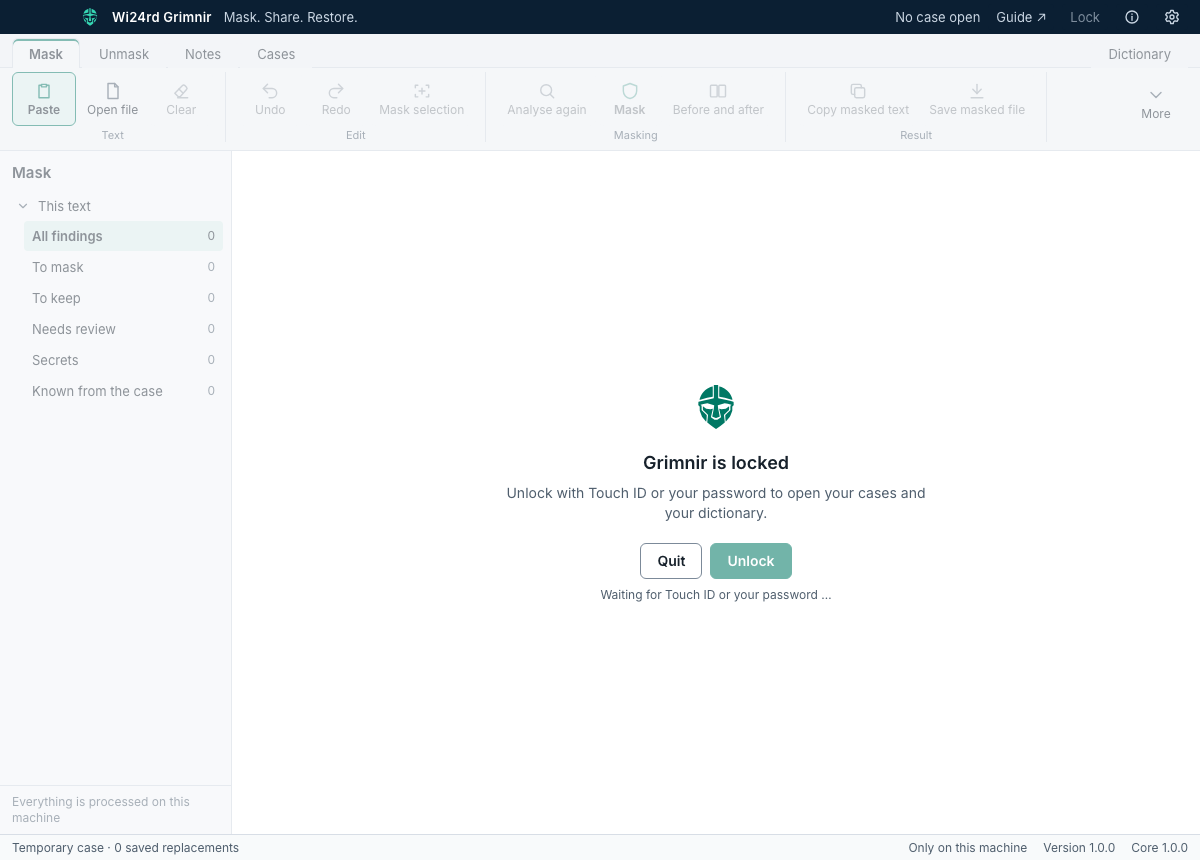 Wi24rd Grimnir Mask. Share. Restore. No case open Guide ↗ Lock
Mask Unmask Notes Cases Dictionary
Paste Open file Clear Undo Redo Mask selection Analyse again Mask Before and after Copy masked text Save masked file More
Text Edit Masking Result
Mask
This text
All findings 0
To mask 0
To keep 0
Needs review 0
Secrets 0
Known from the case 0
Grimnir is locked
Unlock with Touch ID or your password to open your cases and
your dictionary.
Quit Unlock
Waiting for Touch ID or your password ...
Everything is processed on this
machine
Temporary case · 0 saved replacements Only on this machine Version 1.0.0 Core 1.0.0